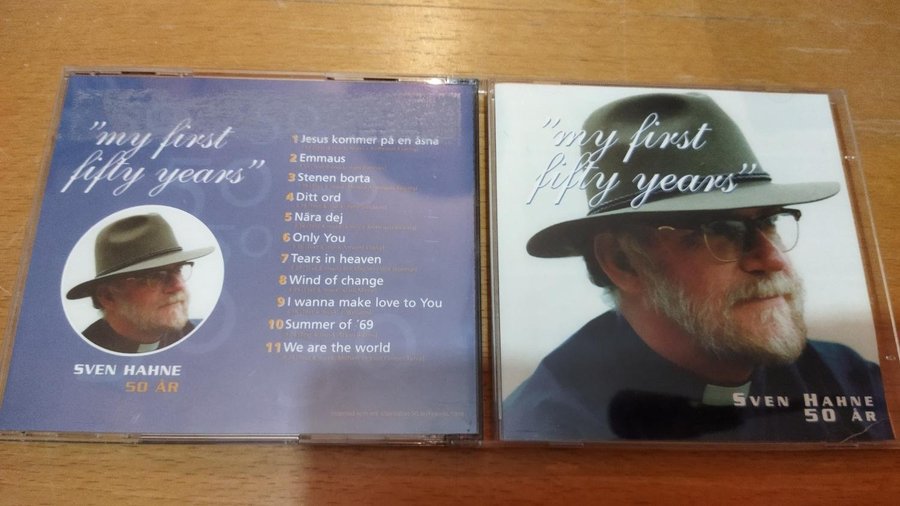 "my first
fifty years"
1 Jesus kommer på en åsna
2 Emmaus
3 Stenen borta
4 Ditt ord
5 Nära dej
6 Only You
7 Tears in heaven
8 Wind of change
9 I wanna make love to You
10 Summer of ´69
11 We are the world
SVEN HAHNE
50 ÅR
"my first
fifty years"
SVEN HAHNE
50 ÅR